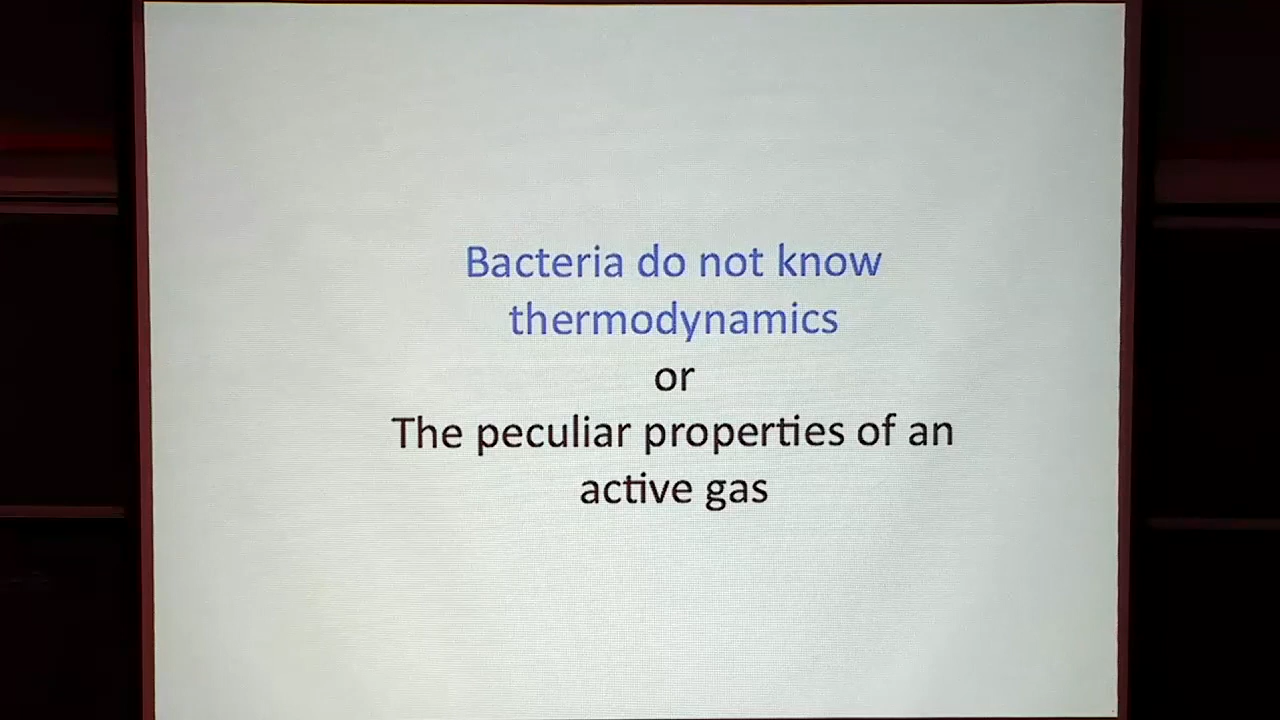 Bacteria do not know
thermodynamics
or
The peculiar properties of an
active gas